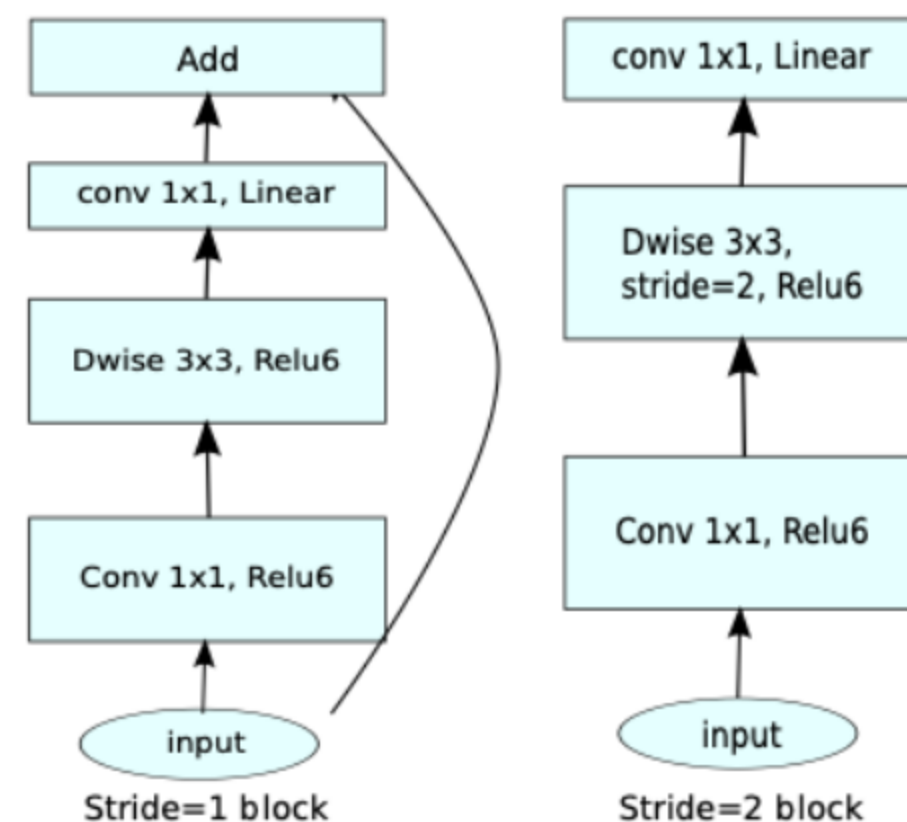 Add
conv 1x1, Linear
Dwise 3x3, Relu6
Conv 1x1, Relu6
input
Stride=1 block
conv 1x1, Linear
Dwise 3x3,
stride=2, Relu6
Conv 1x1, Relu6
input
Stride=2 block